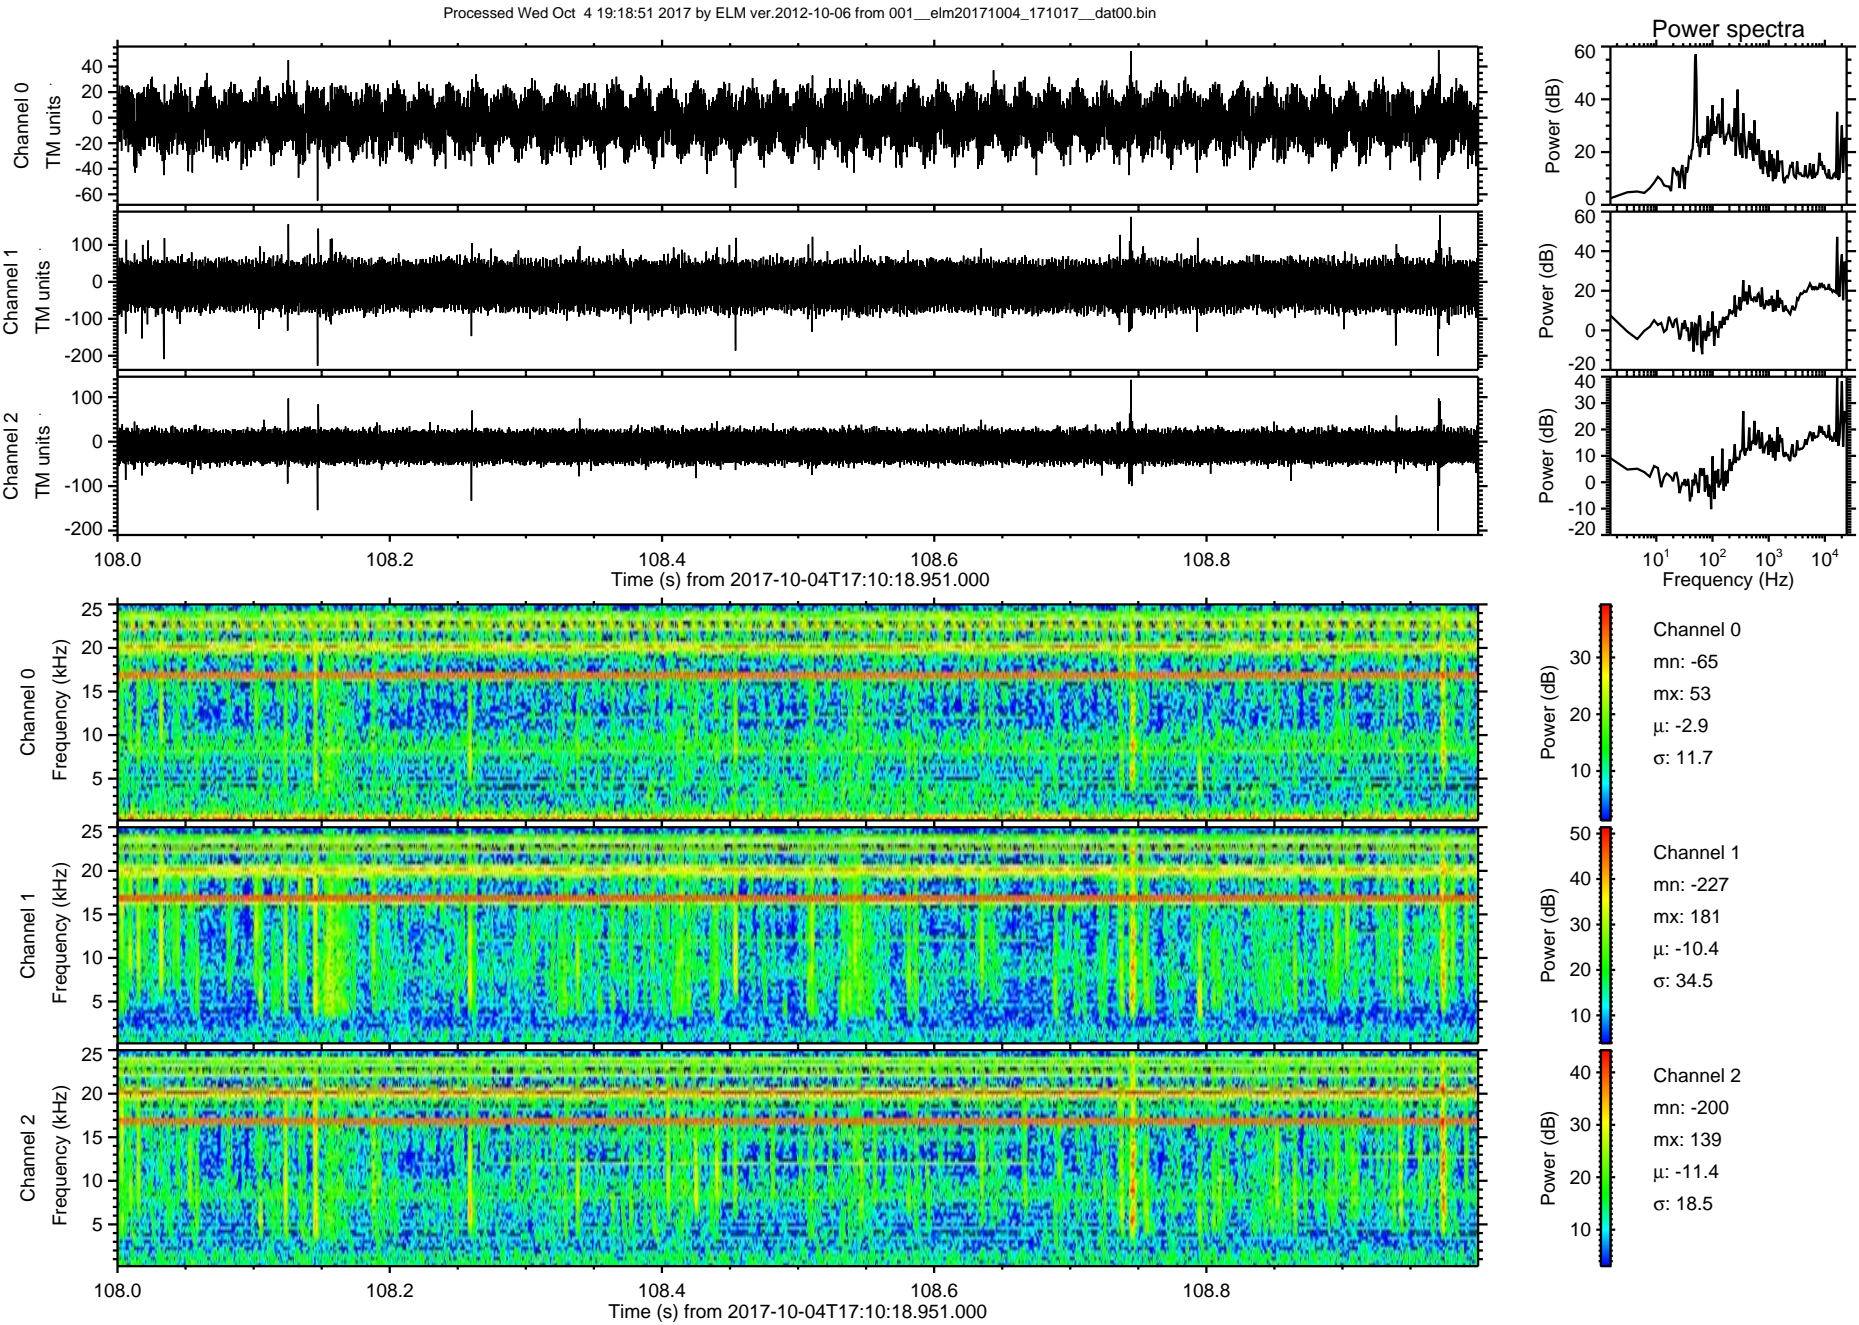 Processed Wed Oct  4 19:18:51 2017 by ELM ver.2012-10-06 from 001__elm20171004_171017__dat00.bin
Power spectra
Channel 0
TM units
40
20
0
-20
-40
-60
Power (dB)
60
40
20
0
Channel 1
TM units
100
0
-100
-200
Power (dB)
60
40
20
0
-20
Channel 2
TM units
100
0
-100
-200
Power (dB)
40
30
20
10
0
-10
-20
108.0 108.2 108.4 108.6 108.8
Time (s) from 2017-10-04T17:10:18.951.000
10^1 10^2 10^3 10^4
Frequency (Hz)
Channel 0
Frequency (kHz)
25
20
15
10
5
Power (dB)
30
20
10
Channel 0
mn: -65
mx: 53
μ: -2.9
σ: 11.7
Channel 1
Frequency (kHz)
25
20
15
10
5
Power (dB)
50
40
30
20
10
Channel 1
mn: -227
mx: 181
μ: -10.4
σ: 34.5
Channel 2
Frequency (kHz)
25
20
15
10
5
Power (dB)
40
30
20
10
Channel 2
mn: -200
mx: 139
μ: -11.4
σ: 18.5
108.0 108.2 108.4 108.6 108.8
Time (s) from 2017-10-04T17:10:18.951.000